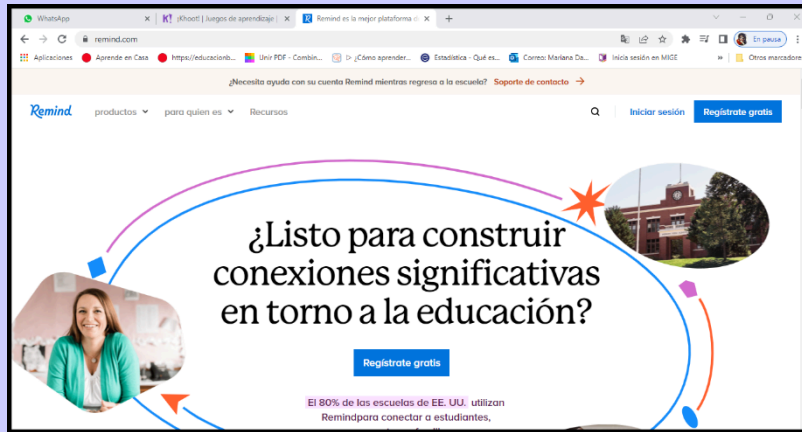 WhatsApp
¡Khoot! | Juegos de aprendizaje |
Remind es la mejor plataforma d
remind.com
En pausa
Aplicaciones
Aprende en Casa
https://educacionb...
Unir PDF - Combin...
¿Cómo aprender...
Estadística - Qué es...
Correo: Mariana Da...
Inicia sesión en MIGE
»
Otros marcadores
¿Necesita ayuda con su cuenta Remind mientras regresa a la escuela? Soporte de contacto →
Remind
productos
para quien es
Recursos
Iniciar sesión
Regístrate gratis
¿Listo para construir
conexiones significativas
en torno a la educación?
Regístrate gratis
El 80% de las escuelas de EE. UU. utilizan
Remindpara conectar a estudiantes,